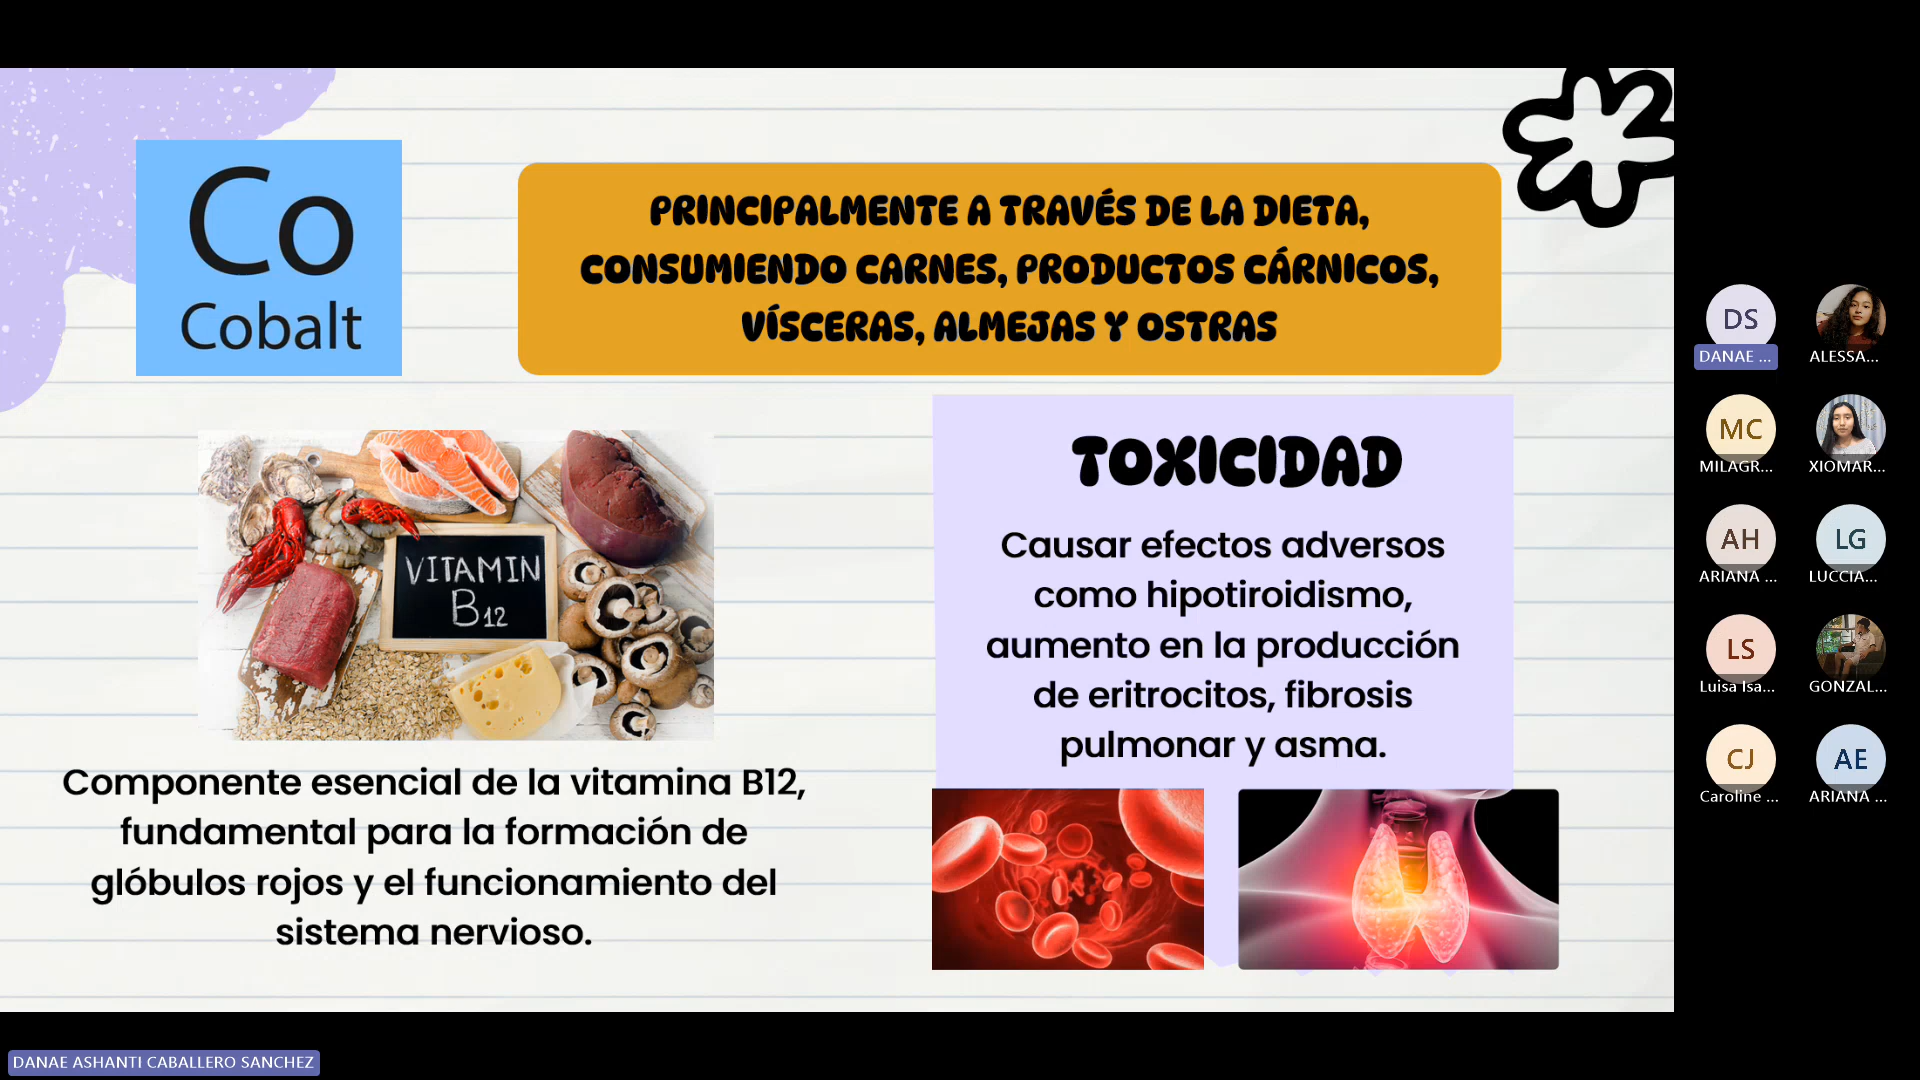 Co
Cobalt
PRINCIPALMENTE A TRAVÉS DE LA DIETA,
CONSUMIENDO CARNES, PRODUCTOS CÁRNICOS,
VÍSCERAS, ALMEJAS Y OSTRAS
VITAMIN
B12
Componente esencial de la vitamina B12,
fundamental para la formación de
glóbulos rojos y el funcionamiento del
sistema nervioso.
TOXICIDAD
Causar efectos adversos
como hipotiroidismo,
aumento en la producción
de eritrocitos, fibrosis
pulmonar y asma.
DS
DANAE ...
ALESSA...
MC
MILAGR...
XIOMAR...
AH
ARIANA ...
LG
LUCCIA...
LS
Luisa Isa...
GONZAL...
CJ
Caroline ...
AE
ARIANA ...
DANAE ASHANTI CABALLERO SANCHEZ